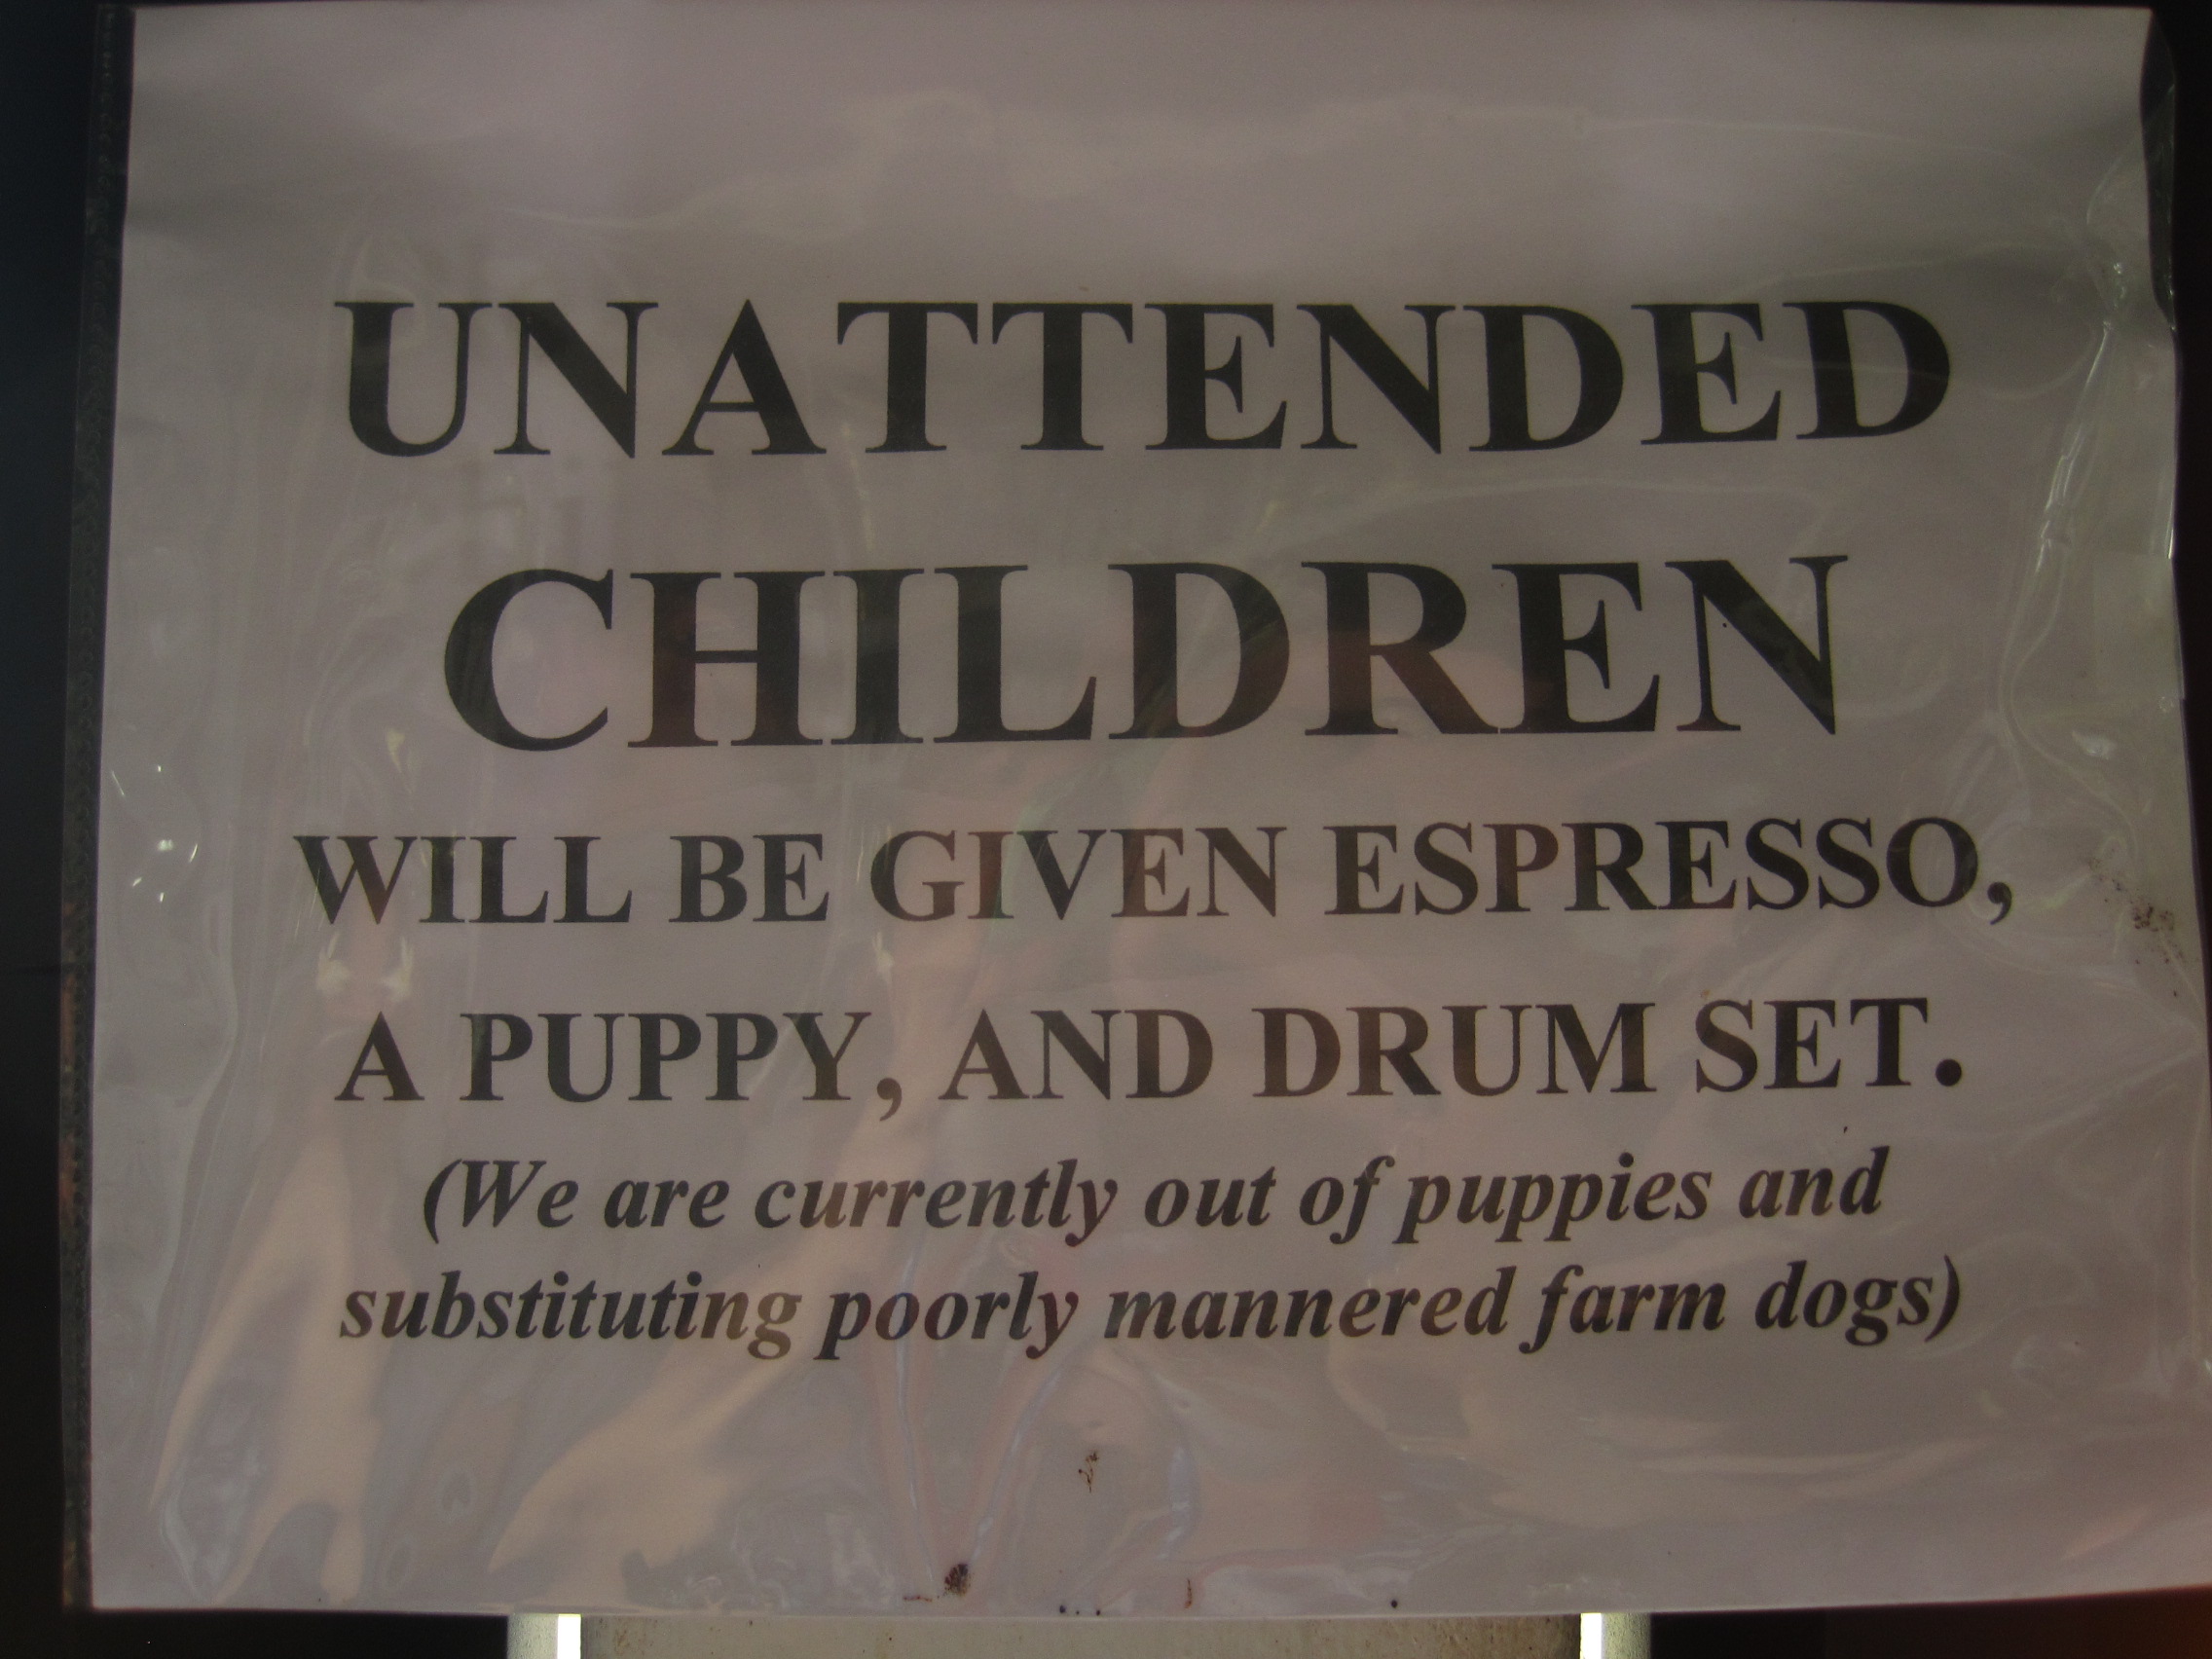 UNATTENDED
CHILDREN
WILL BE GIVEN ESPRESSO,
A PUPPY, AND DRUM SET.
(We are currently out of puppies and
substituting poorly mannered farm dogs)